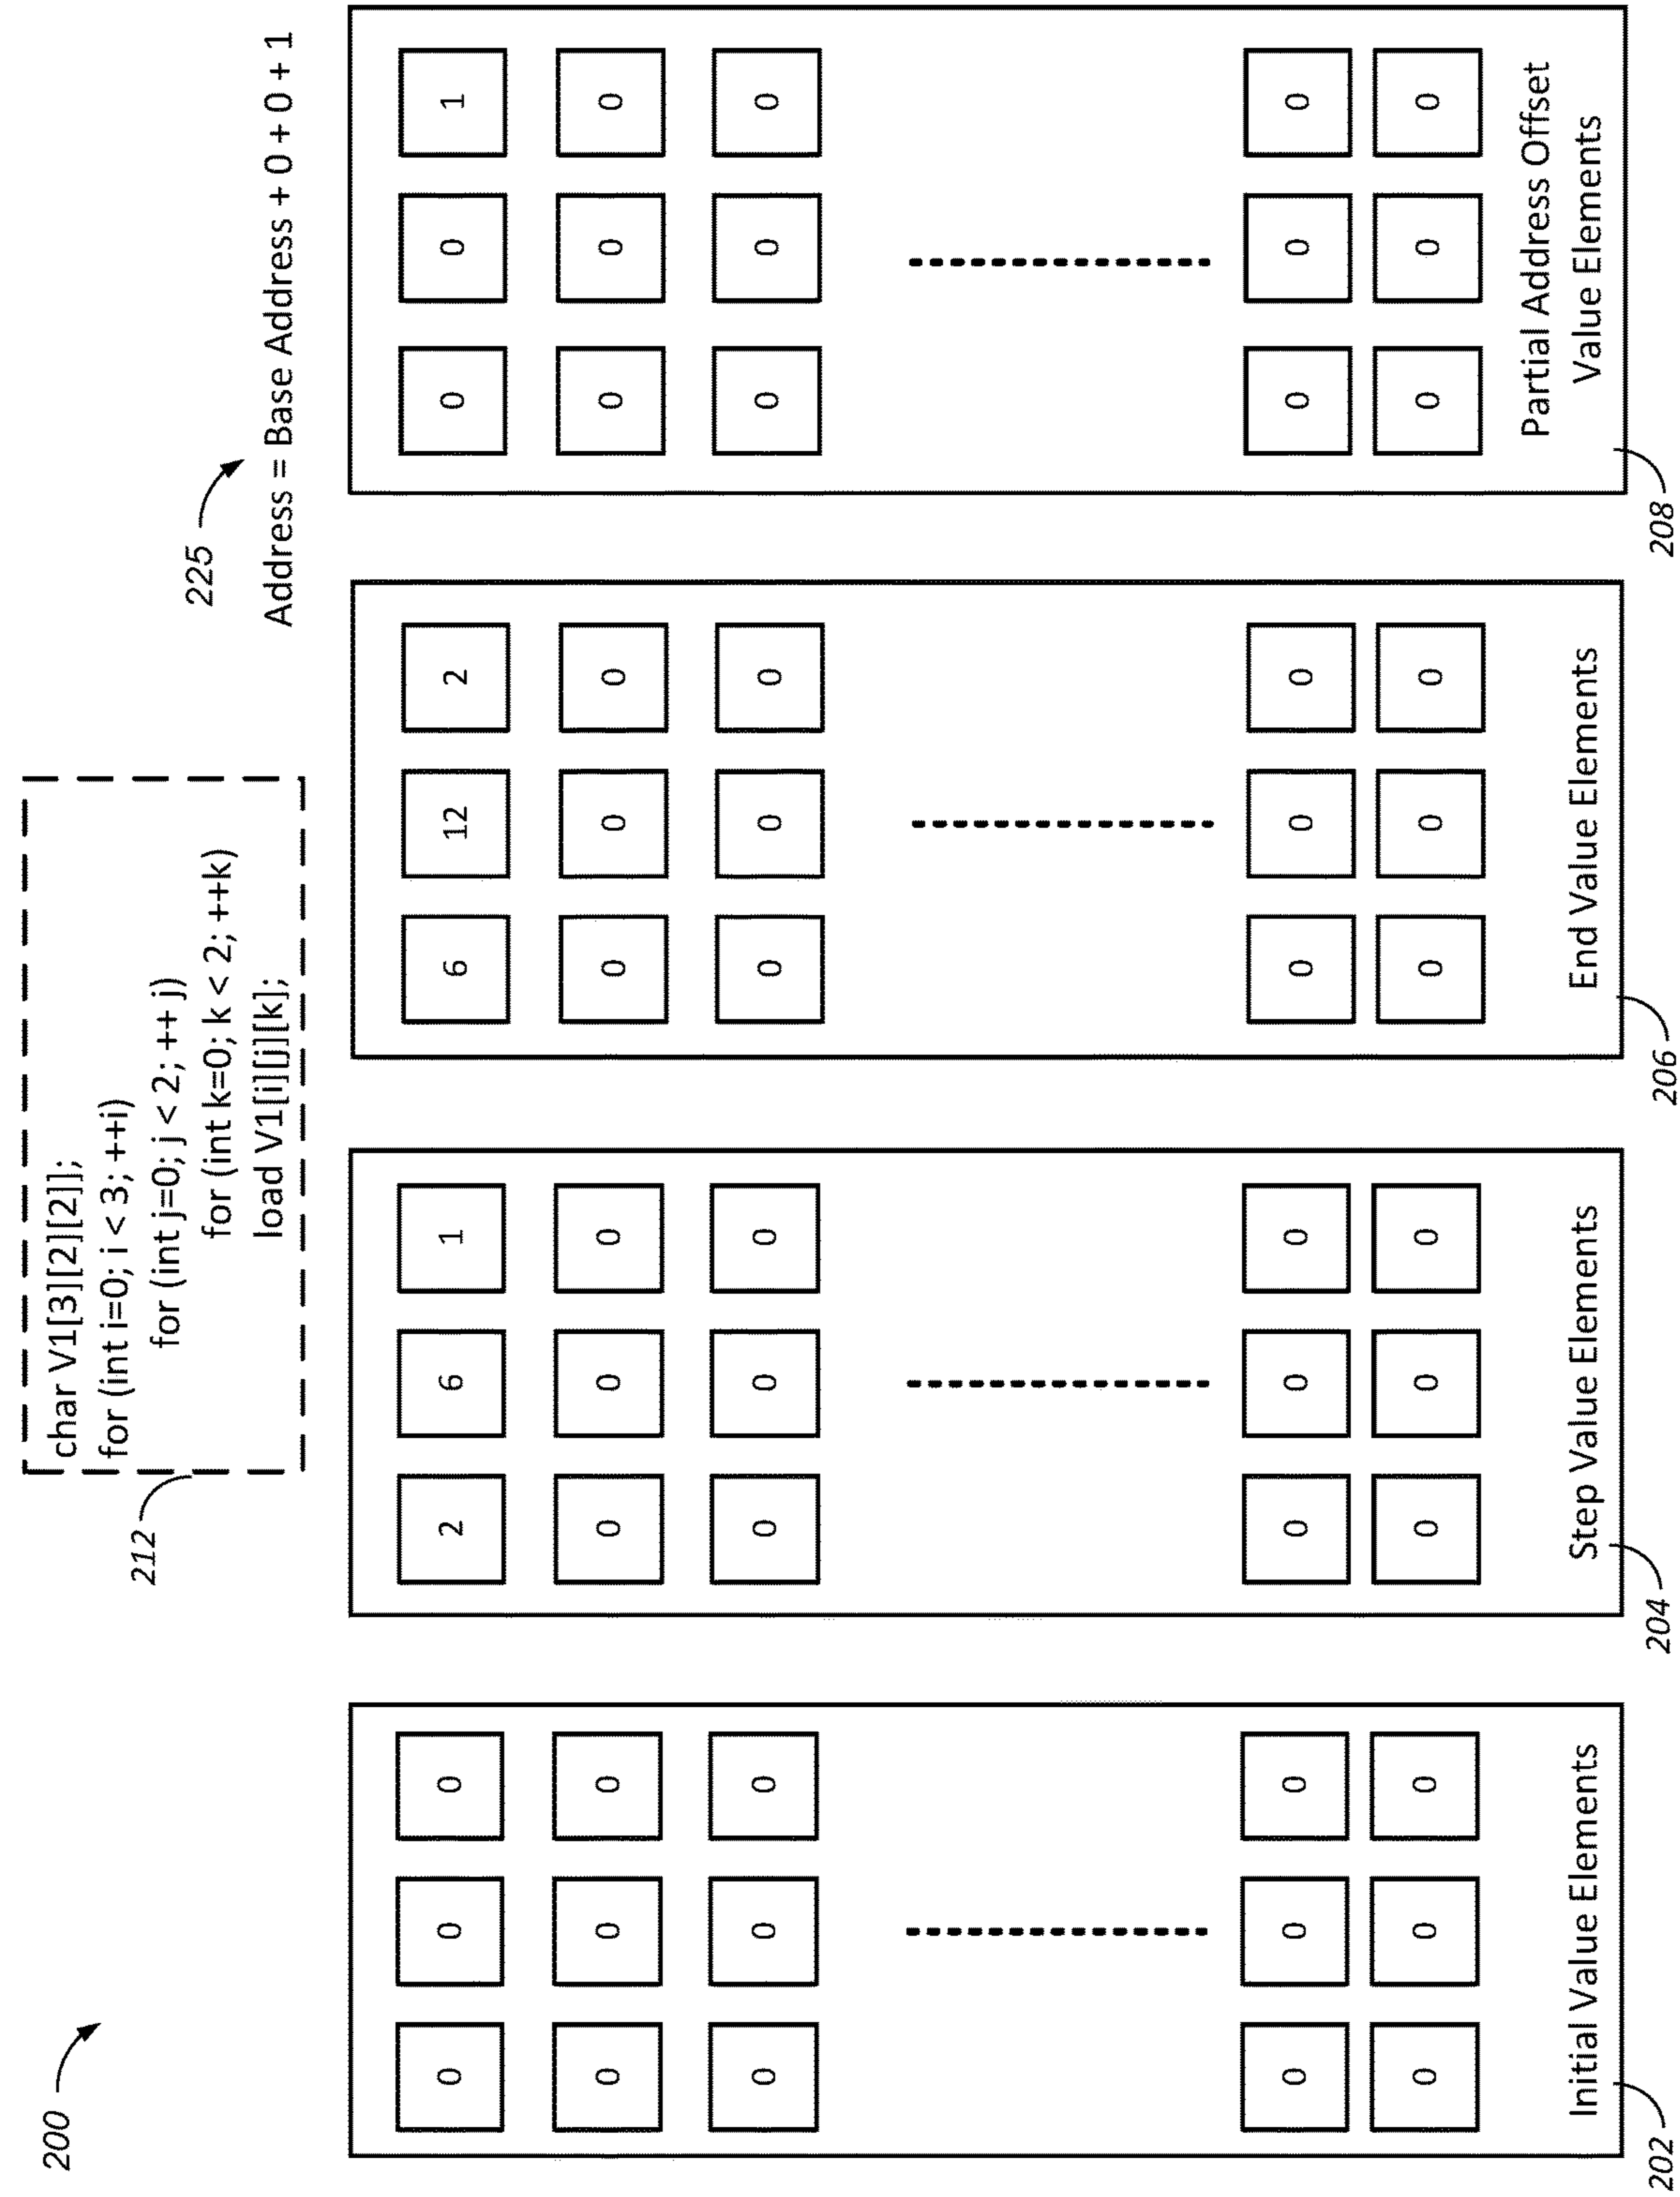 200
212
char V1[3][2][2]];
for (int i=0; i < 3; ++i)
for (int j=0; j < 2; ++ j)
for (int k=0; k < 2; ++k)
load V1[i][j][k];
225
Address = Base Address + 0 + 0 + 1
0 0 0
0 0 0
0 0 0
0 0 0
0 0 0
Initial Value Elements
202
2 6 1
0 0 0
0 0 0
0 0 0
0 0 0
Step Value Elements
204
6 12 2
0 0 0
0 0 0
0 0 0
0 0 0
End Value Elements
206
0 0 1
0 0 0
0 0 0
0 0 0
0 0 0
Partial Address Offset
Value Elements
208